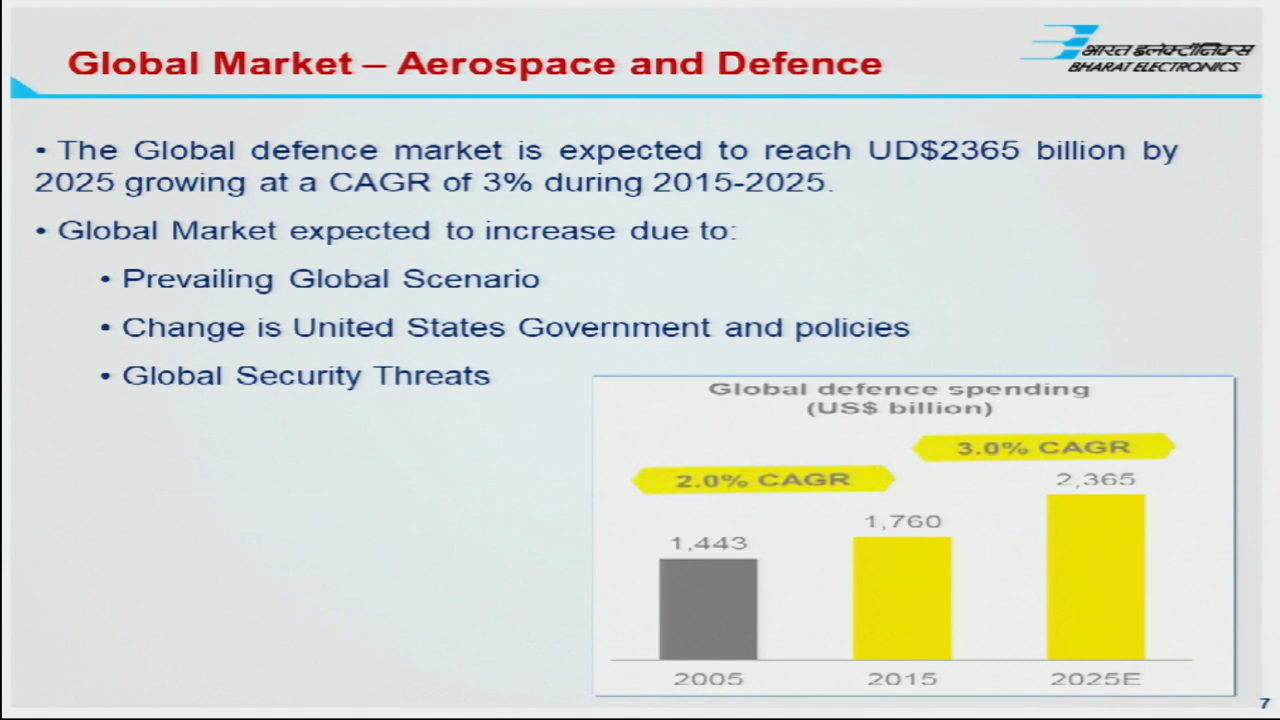 Global Market – Aerospace and Defence
भारत इलेक्ट्रॉनिक्स
BHARAT ELECTRONICS
• The Global defence market is expected to reach UD$2365 billion by
2025 growing at a CAGR of 3% during 2015-2025.
• Global Market expected to increase due to:
• Prevailing Global Scenario
• Change is United States Government and policies
• Global Security Threats
Global defence spending
(US$ billion)
3.0% CAGR
2.0% CAGR
2,365
1,760
1,443
2005 2015 2025E
7